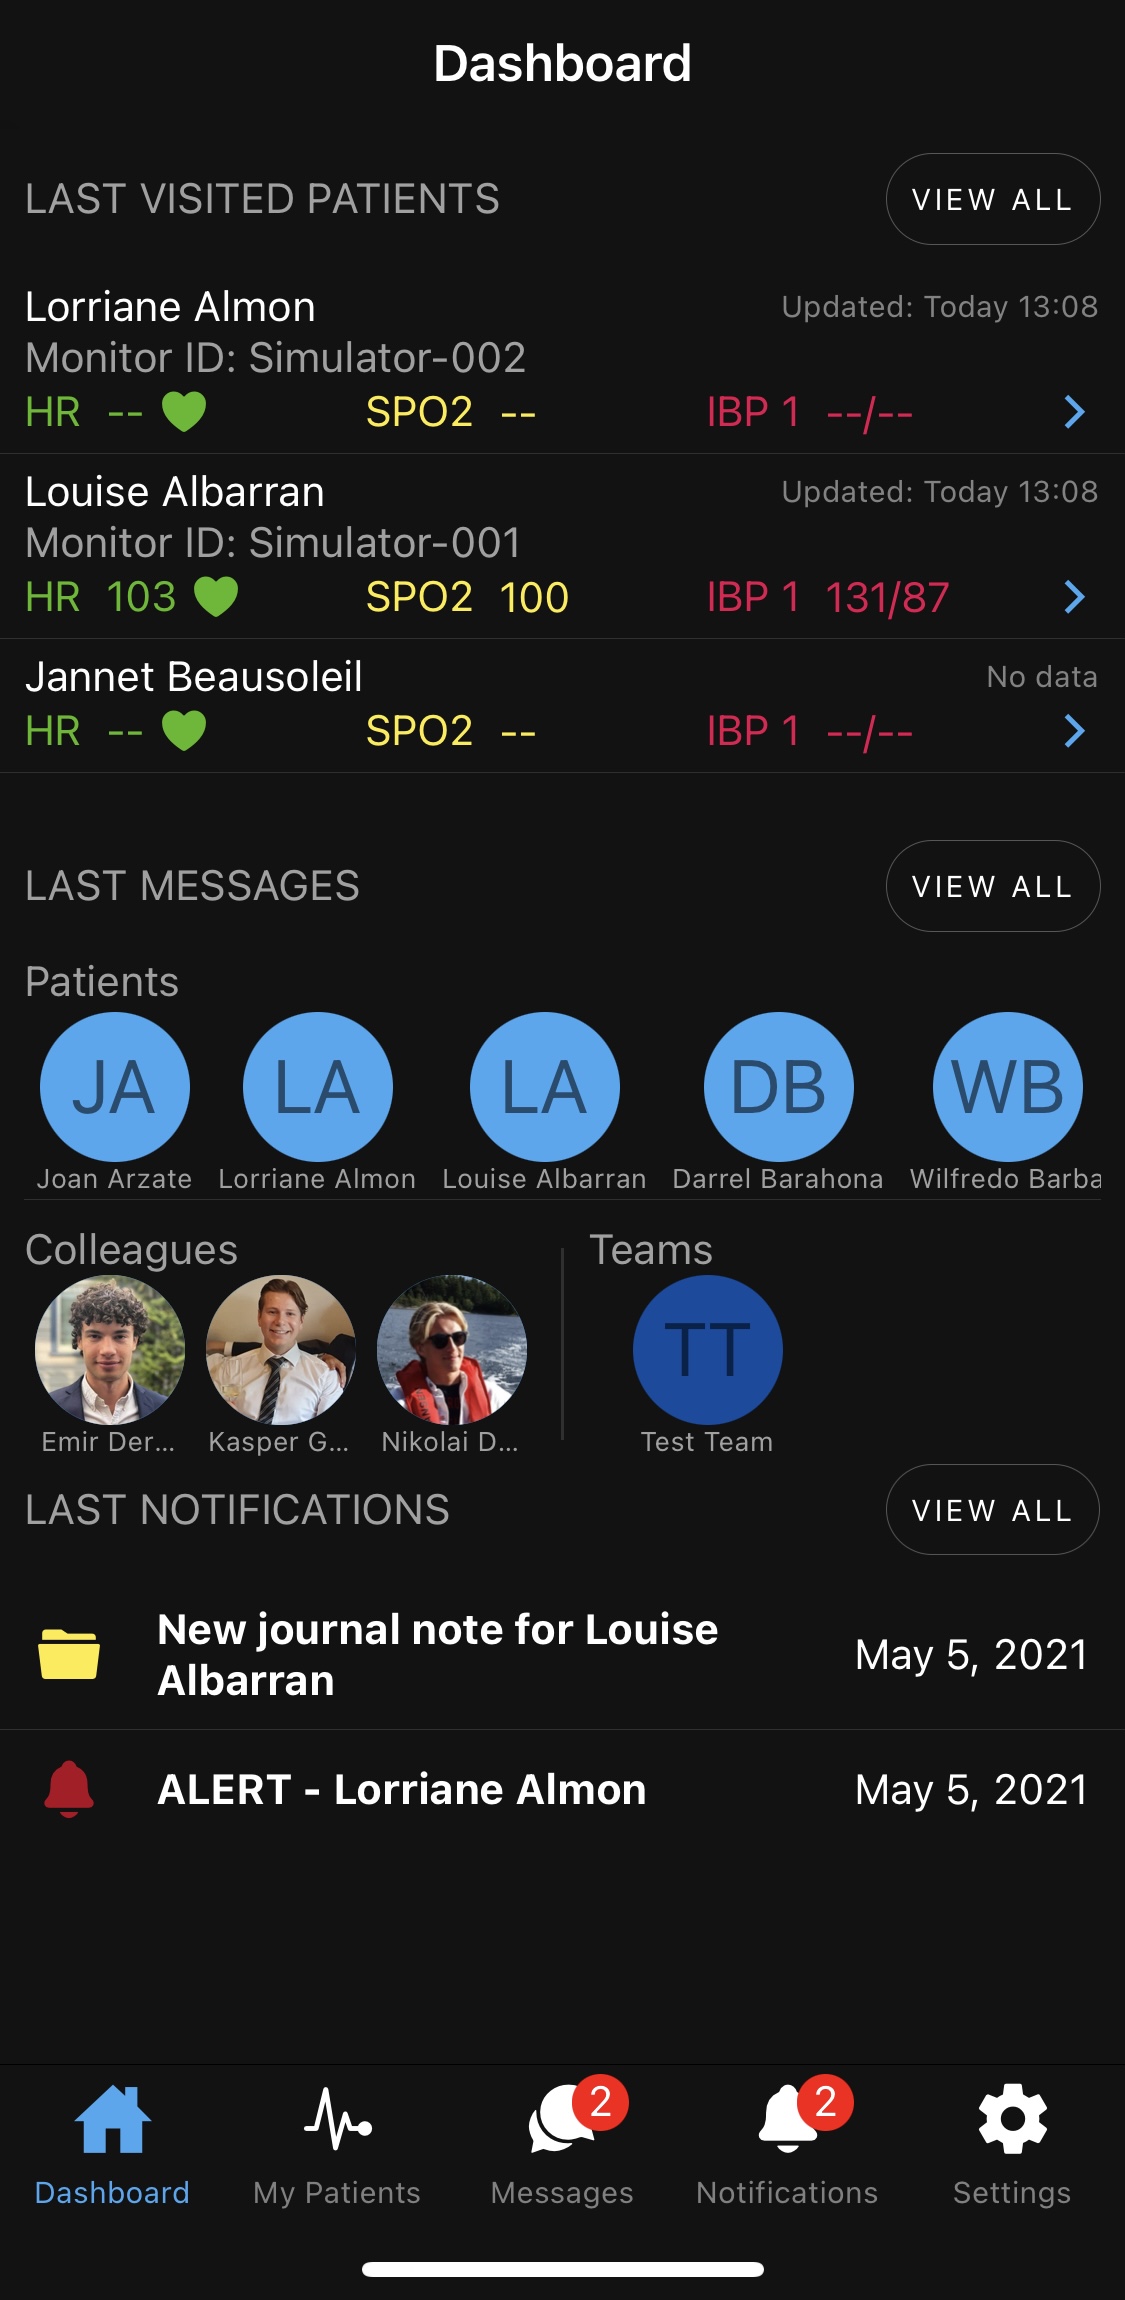 Dashboard
LAST VISITED PATIENTS
VIEW ALL
Lorriane Almon
Updated: Today 13:08
Monitor ID: Simulator-002
HR -- SPO2 -- IBP 1 --/--
Louise Albarran
Updated: Today 13:08
Monitor ID: Simulator-001
HR 103 SPO2 100 IBP 1 131/87
Jannet Beausoleil
No data
HR -- SPO2 -- IBP 1 --/--
LAST MESSAGES
VIEW ALL
Patients
JA LA LA DB WB
Joan Arzate Lorriane Almon Louise Albarran Darrel Barahona Wilfredo Barba
Colleagues
Emir Der... Kasper G... Nikolai D...
Teams
TT
Test Team
LAST NOTIFICATIONS
VIEW ALL
New journal note for Louise
Albarran
May 5, 2021
ALERT - Lorriane Almon
May 5, 2021
2 2
Dashboard My Patients Messages Notifications Settings